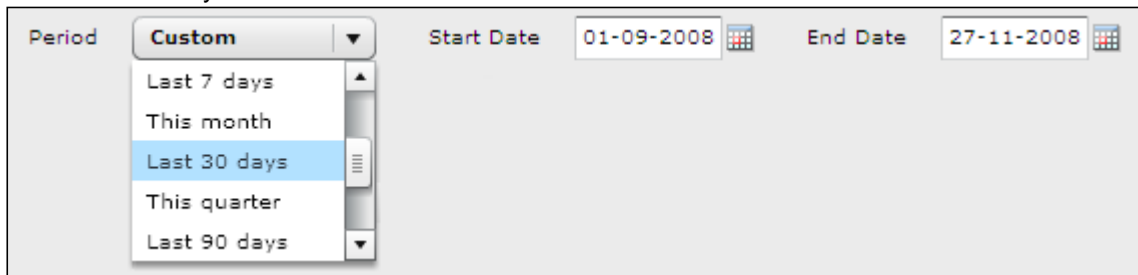 Period Custom Start Date 01-09-2008 End Date 27-11-2008
Last 7 days
This month
Last 30 days
This quarter
Last 90 days